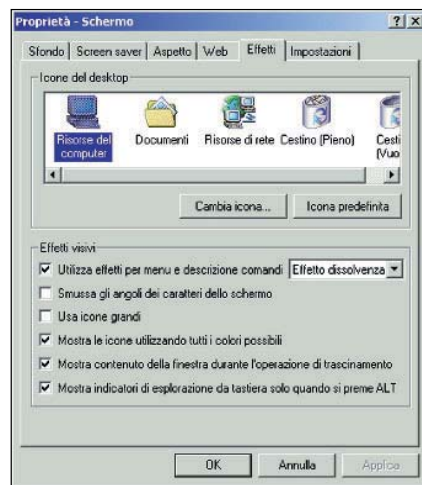 Proprietà - Schermo
Sfondo Screen saver Aspetto Web Effetti Impostazioni
Icone del desktop
Risorse del computer
Documenti
Risorse di rete
Cestino (Pieno)
Cesti (Vuo
Cambia icona... Icona predefinita
Effetti visivi
Utilizza effetti per menu e descrizione comandi Effetto dissolvenza
Smussa gli angoli dei caratteri dello schermo
Usa icone grandi
Mostra le icone utilizzando tutti i colori possibili
Mostra contenuto della finestra durante l'operazione di trascinamento
Mostra indicatori di esplorazione da tastiera solo quando si preme ALT
OK Annulla Applica